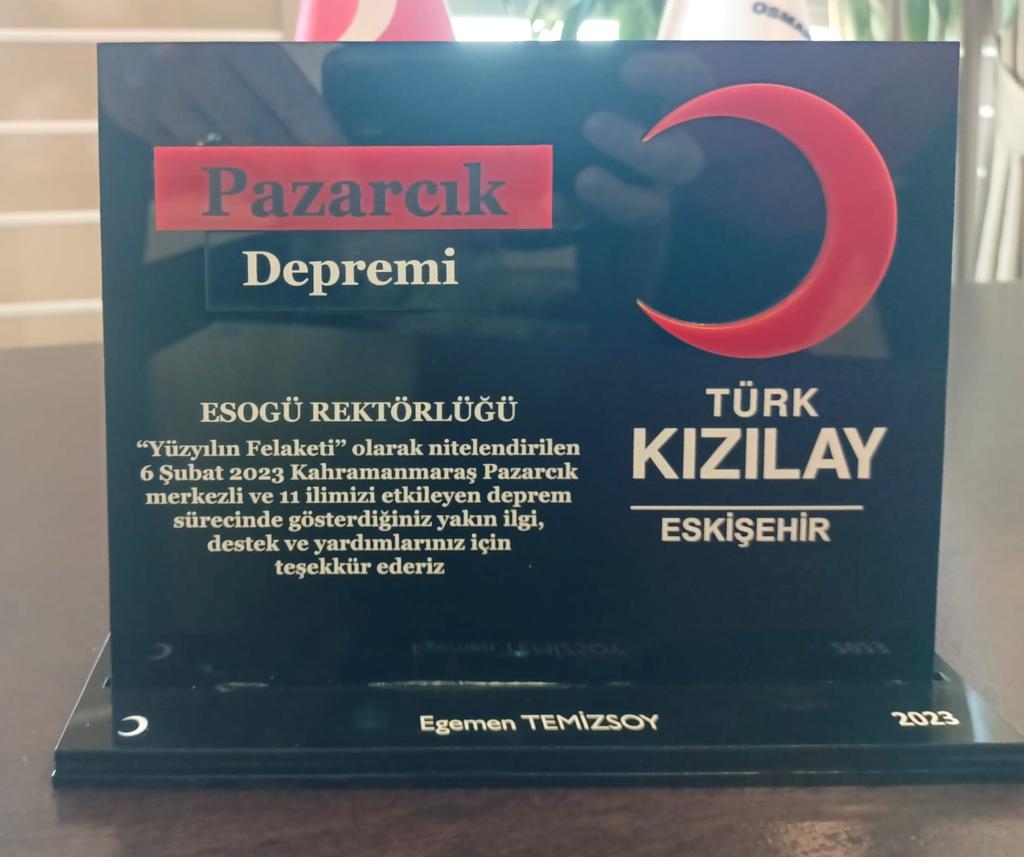 Pazarcık
Depremi
ESOGÜ REKTÖRLÜĞÜ
“Yüzyılın Felaketi” olarak nitelendirilen
6 Şubat 2023 Kahramanmaraş Pazarcık
merkezli ve 11 ilimizi etkileyen deprem
sürecinde gösterdiğiniz yakın ilgi,
destek ve yardımlarınız için
teşekkür ederiz
TÜRK
KIZILAY
ESKİŞEHİR
Egemen TEMİZSOY
2023